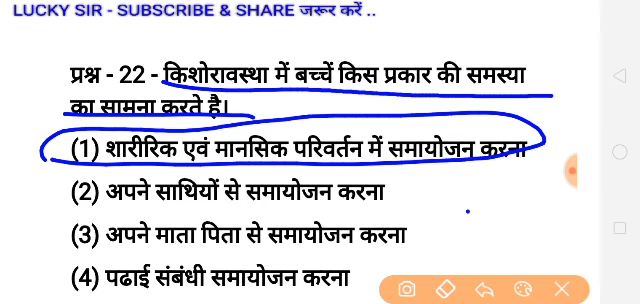 LUCKY SIR - SUBSCRIBE & SHARE जरूर करें ..
प्रश्न - 22 - किशोरावस्था में बच्चें किस प्रकार की समस्या
का सामना करते है।
(1) शारीरिक एवं मानसिक परिवर्तन में समायोजन करना
(2) अपने साथियों से समायोजन करना
(3) अपने माता पिता से समायोजन करना
(4) पढाई संबंधी समायोजन करना